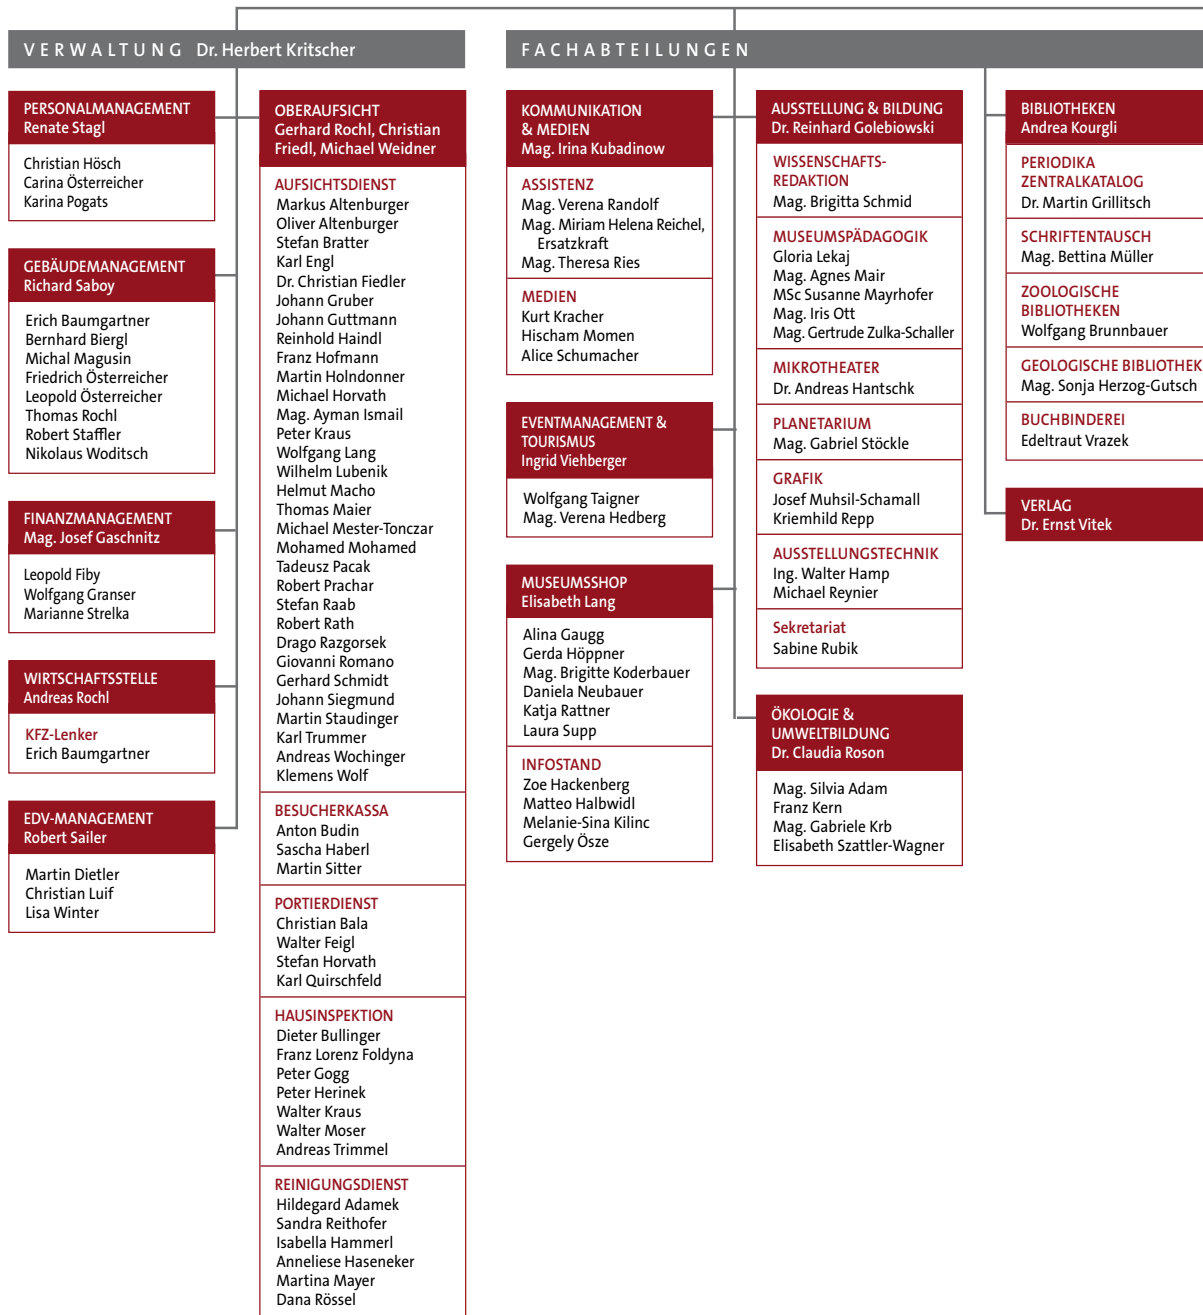 VERWALTUNG Dr. Herbert Kritscher
PERSONALMANAGEMENT
Renate Stagl
Christian Hösch
Carina Österreicher
Karina Pogats
GEBÄUDEMANAGEMENT
Richard Saboy
Erich Baumgartner
Bernhard Biergl
Michal Magusin
Friedrich Österreicher
Leopold Österreicher
Thomas Rochl
Robert Staffler
Nikolaus Woditsch
FINANZMANAGEMENT
Mag. Josef Gaschnitz
Leopold Fiby
Wolfgang Granser
Marianne Strelka
WIRTSCHAFTSSTELLE
Andreas Rochl
KFZ-Lenker
Erich Baumgartner
EDV-MANAGEMENT
Robert Sailer
Martin Dietler
Christian Luif
Lisa Winter
OBERAUFSICHT
Gerhard Rochl, Christian
Friedl, Michael Weidner
AUFSICHTSDIENST
Markus Altenburger
Oliver Altenburger
Stefan Bratter
Karl Engl
Dr. Christian Fiedler
Johann Gruber
Johann Guttmann
Reinhold Haindl
Franz Hofmann
Martin Holndonner
Michael Horvath
Mag. Ayman Ismail
Peter Kraus
Wolfgang Lang
Wilhelm Lubenik
Helmut Macho
Thomas Maier
Michael Mester-Tonczar
Mohamed Mohamed
Tadeusz Pacak
Robert Prachar
Stefan Raab
Robert Rath
Drago Razgorsek
Giovanni Romano
Gerhard Schmidt
Johann Siegmund
Martin Staudinger
Karl Trummer
Andreas Wochinger
Klemens Wolf
BESUCHERKASSA
Anton Budin
Sascha Haberl
Martin Sitter
PORTIERDIENST
Christian Bala
Walter Feigl
Stefan Horvath
Karl Quirschfeld
HAUSINSPEKTION
Dieter Bullinger
Franz Lorenz Foldyna
Peter Gogg
Peter Herinek
Walter Kraus
Walter Moser
Andreas Trimmel
REINIGUNGSDIENST
Hildegard Adamek
Sandra Reithofer
Isabella Hammerl
Anneliese Haseneker
Martina Mayer
Dana Rössel
FACHABTEILUNGEN
KOMMUNIKATION
& MEDIEN
Mag. Irina Kubadinow
ASSISTENZ
Mag. Verena Randolf
Mag. Miriam Helena Reichel,
Ersatzkraft
Mag. Theresa Ries
MEDIEN
Kurt Kracher
Hischam Momen
Alice Schumacher
EVENTMANAGEMENT &
TOURISMUS
Ingrid Viehberger
Wolfgang Taigner
Mag. Verena Hedberg
MUSEUMSSHOP
Elisabeth Lang
Alina Gaugg
Gerda Höppner
Mag. Brigitte Koderbauer
Daniela Neubauer
Katja Rattner
Laura Supp
INFOSTAND
Zoe Hackenberg
Matteo Halbwidl
Melanie-Sina Kilinc
Gergely Ösze
AUSSTELLUNG & BILDUNG
Dr. Reinhard Golebiowski
WISSENSCHAFTS-
REDAKTION
Mag. Brigitta Schmid
MUSEUMSPÄDAGOGIK
Gloria Lekaj
Mag. Agnes Mair
MSc Susanne Mayrhofer
Mag. Iris Ott
Mag. Gertrude Zulka-Schaller
MIKROTHEATER
Dr. Andreas Hantschk
PLANETARIUM
Mag. Gabriel Stöckle
GRAFIK
Josef Muhsil-Schamall
Kriemhild Repp
AUSSTELLUNGSTECHNIK
Ing. Walter Hamp
Michael Reynier
Sekretariat
Sabine Rubik
ÖKOLOGIE &
UMWELTBILDUNG
Dr. Claudia Roson
Mag. Silvia Adam
Franz Kern
Mag. Gabriele Krb
Elisabeth Szattler-Wagner
BIBLIOTHEKEN
Andrea Kourgli
PERIODIKA
ZENTRALKATALOG
Dr. Martin Grillitsch
SCHRIFTENTAUSCH
Mag. Bettina Müller
ZOOLOGISCHE
BIBLIOTHEKEN
Wolfgang Brunnbauer
GEOLOGISCHE BIBLIOTHEK
Mag. Sonja Herzog-Gutsch
BUCHBINDEREI
Edeltraut Vrazek
VERLAG
Dr. Ernst Vitek